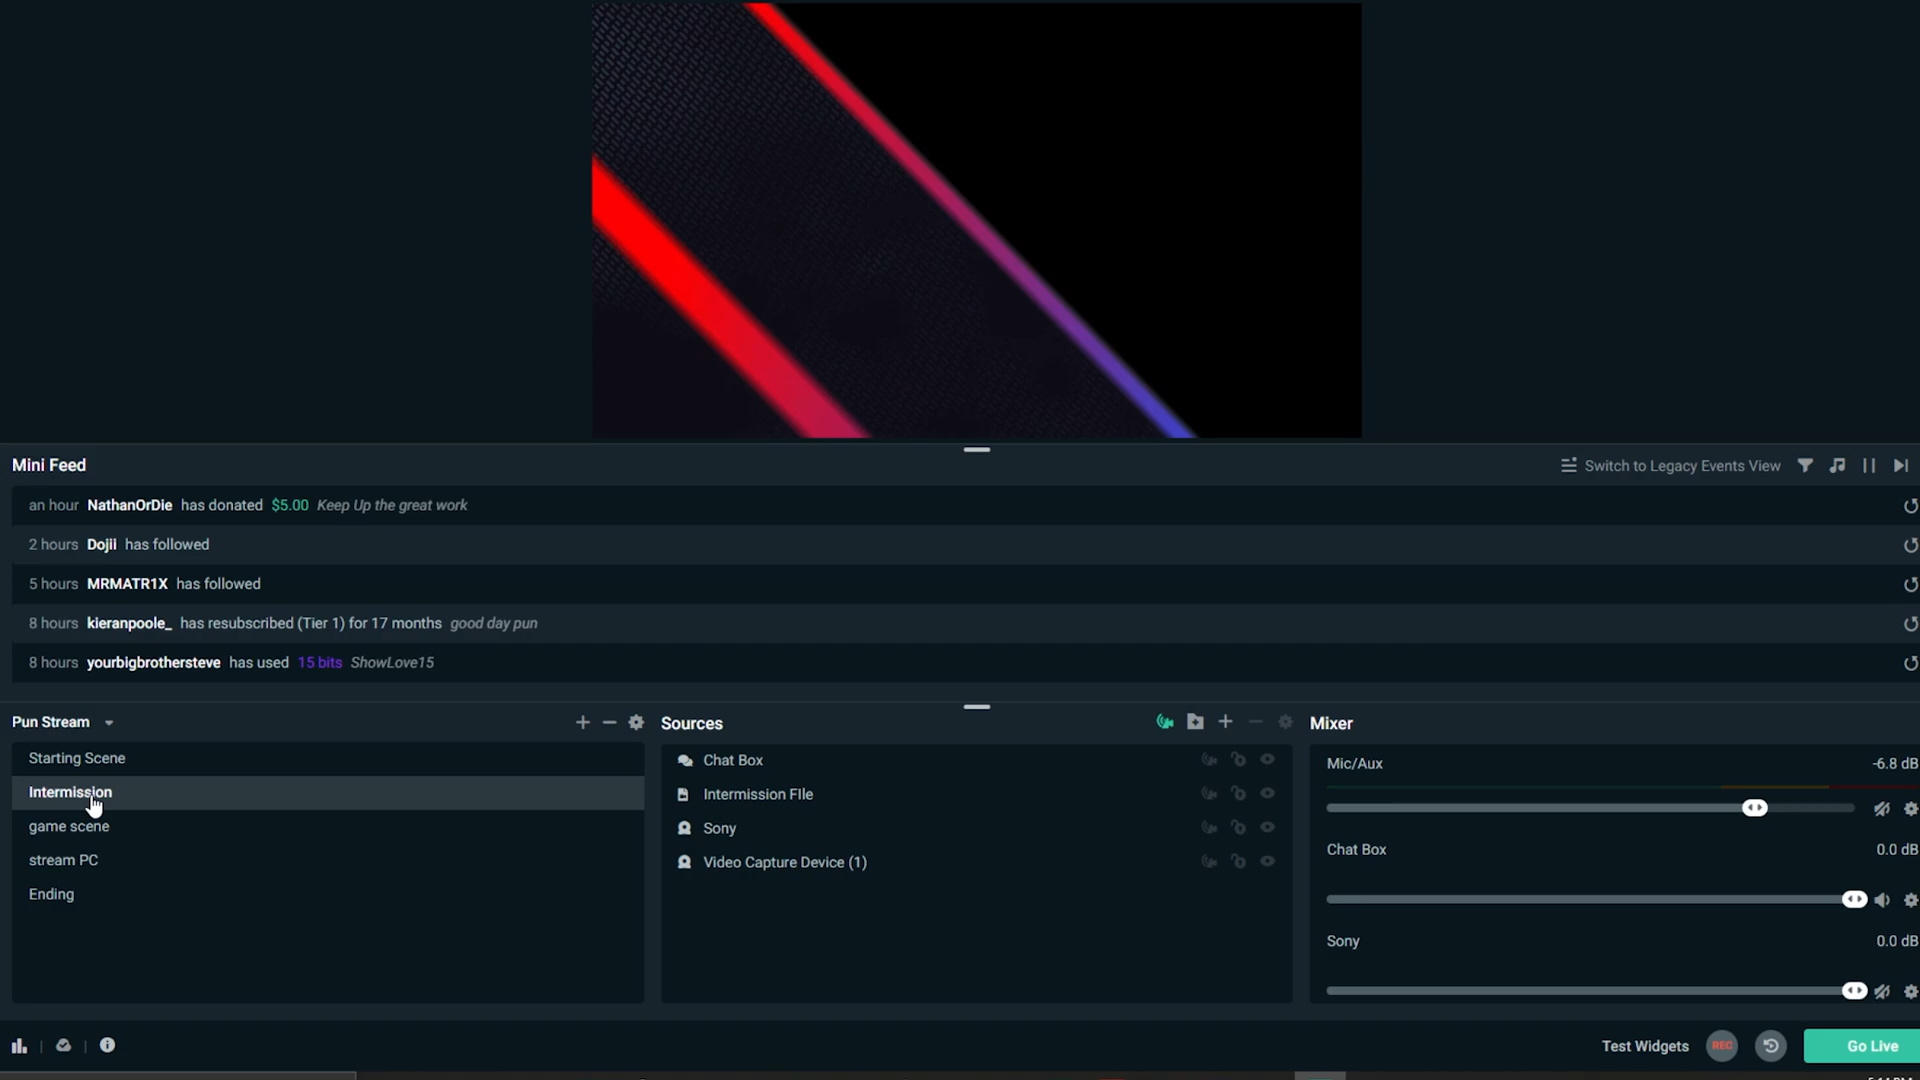 Mini Feed
Switch to Legacy Events View
an hour NathanOrDie has donated $5.00 Keep Up the great work
2 hours Dojii has followed
5 hours MRMATR1X has followed
8 hours kieranpoole_ has resubscribed (Tier 1) for 17 months good day pun
8 hours yourbigbrothersteve has used 15 bits ShowLove15
Pun Stream
Starting Scene
Intermission
game scene
stream PC
Ending
Sources
Chat Box
Intermission FIle
Sony
Video Capture Device (1)
Mixer
Mic/Aux -6.8 dB
Chat Box 0.0 dB
Sony 0.0 dB
Test Widgets REC Go Live